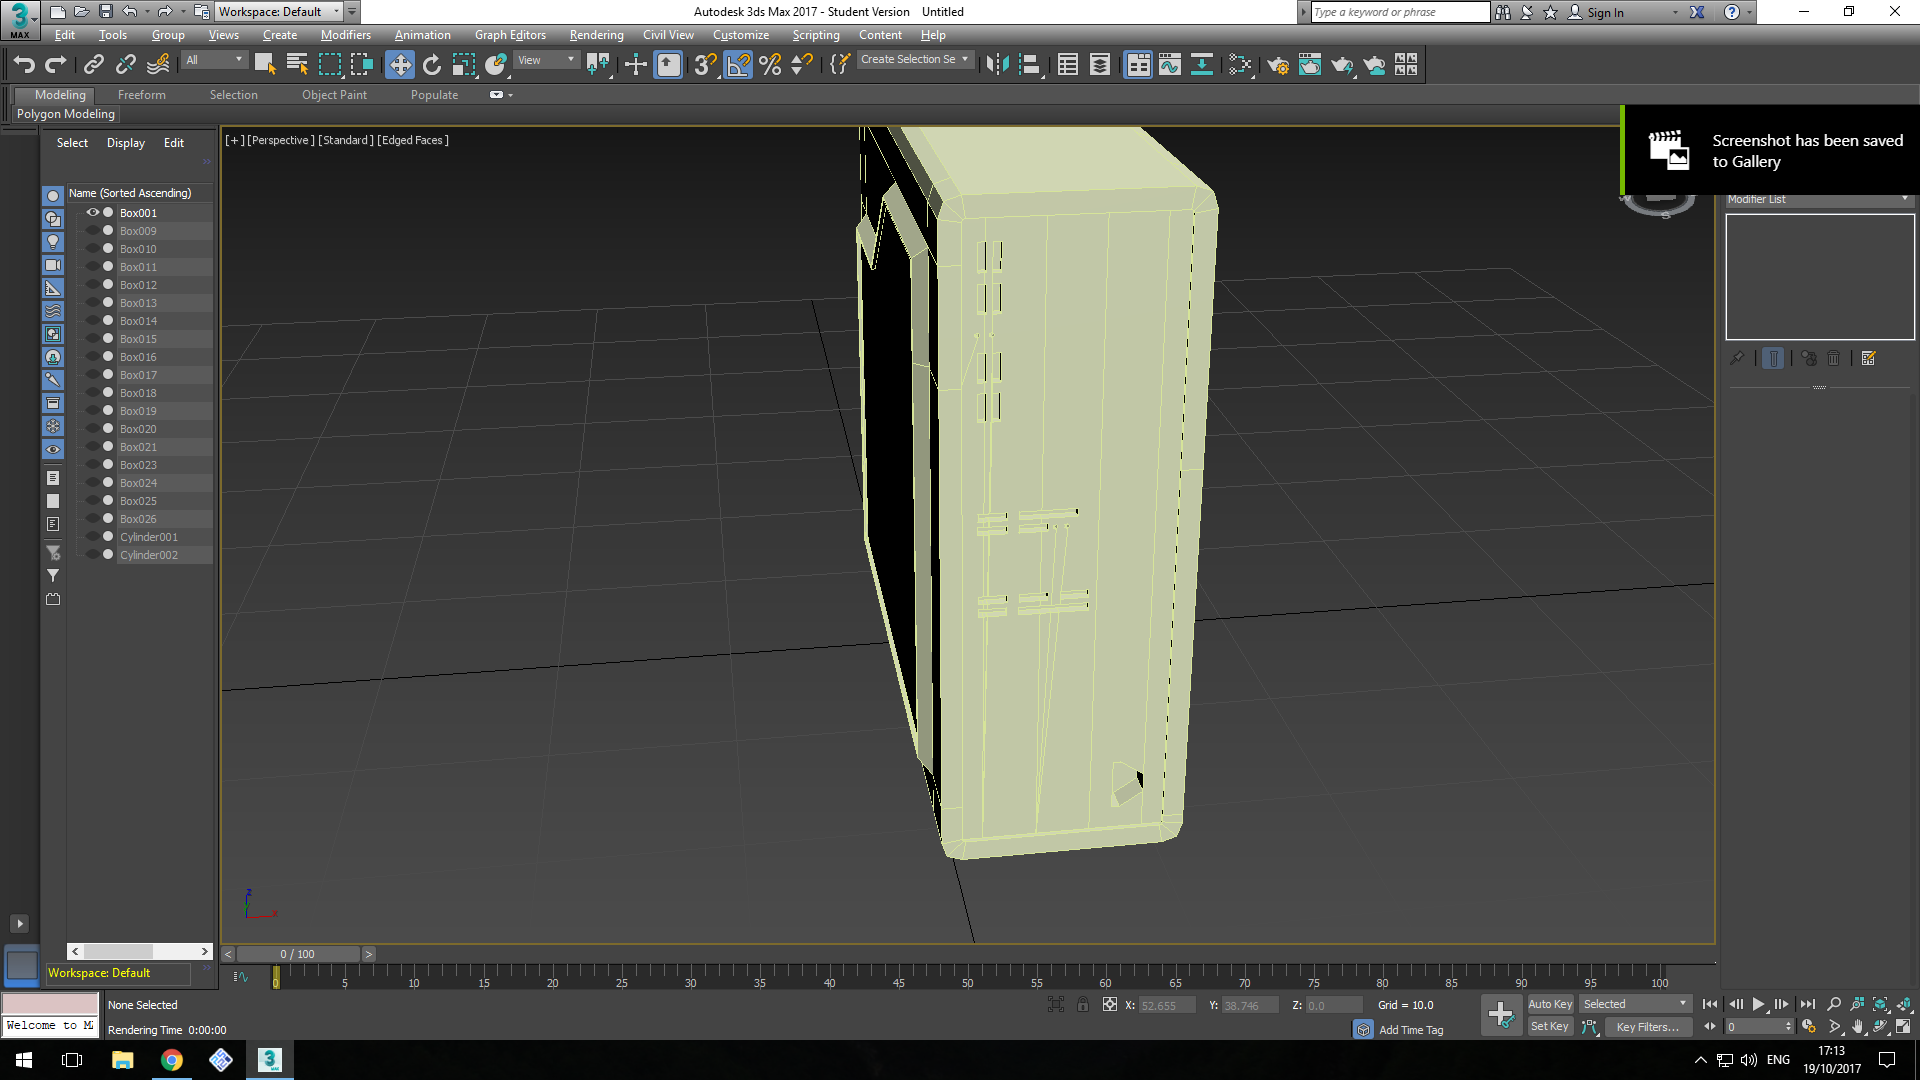 Workspace: Default
Autodesk 3ds Max 2017 - Student Version Untitled
Type a keyword or phrase
Sign In
3
MAX
Edit Tools Group Views Create Modifiers Animation Graph Editors Rendering Civil View Customize Scripting Content Help
All
View
Create Selection Se
Modeling Freeform Selection Object Paint Populate
Polygon Modeling
Select Display Edit
[+] [Perspective] [Standard] [Edged Faces]
Screenshot has been saved
to Gallery
Name (Sorted Ascending)
Modifier List
W
S
Box001
Box009
Box010
Box011
Box012
Box013
Box014
Box015
Box016
Box017
Box018
Box019
Box020
Box021
Box023
Box024
Box025
Box026
Cylinder001
Cylinder002
z
x
0 / 100
Workspace: Default
0 5 10 15 20 25 30 35 40 45 50 55 60 65 70 75 80 85 90 95 100
None Selected
X: 52.655 Y: 38.746 Z: 0.0 Grid = 10.0
Auto Key Selected
Welcome to M
Rendering Time 0:00:00
Add Time Tag
Set Key Key Filters...
0
ENG
17:13
19/10/2017